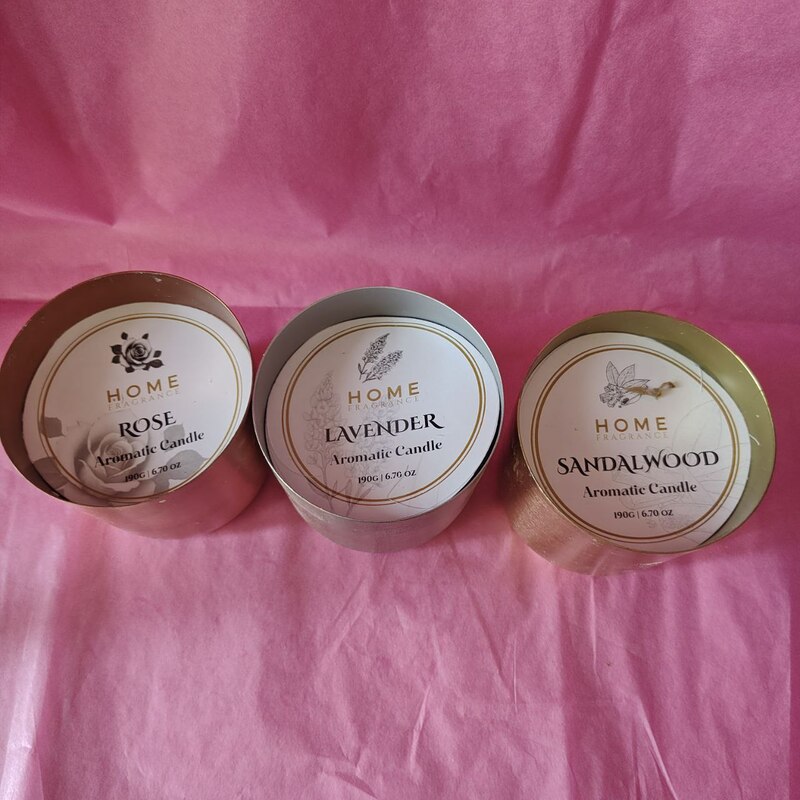 HOME
FRAGRANCE
ROSE
Aromatic Candle
190G | 6.70 OZ
HOME
FRAGRANCE
LAVENDER
Aromatic Candle
190G | 6.70 OZ
HOME
FRAGRANCE
SANDALWOOD
Aromatic Candle
190G | 6.70 OZ